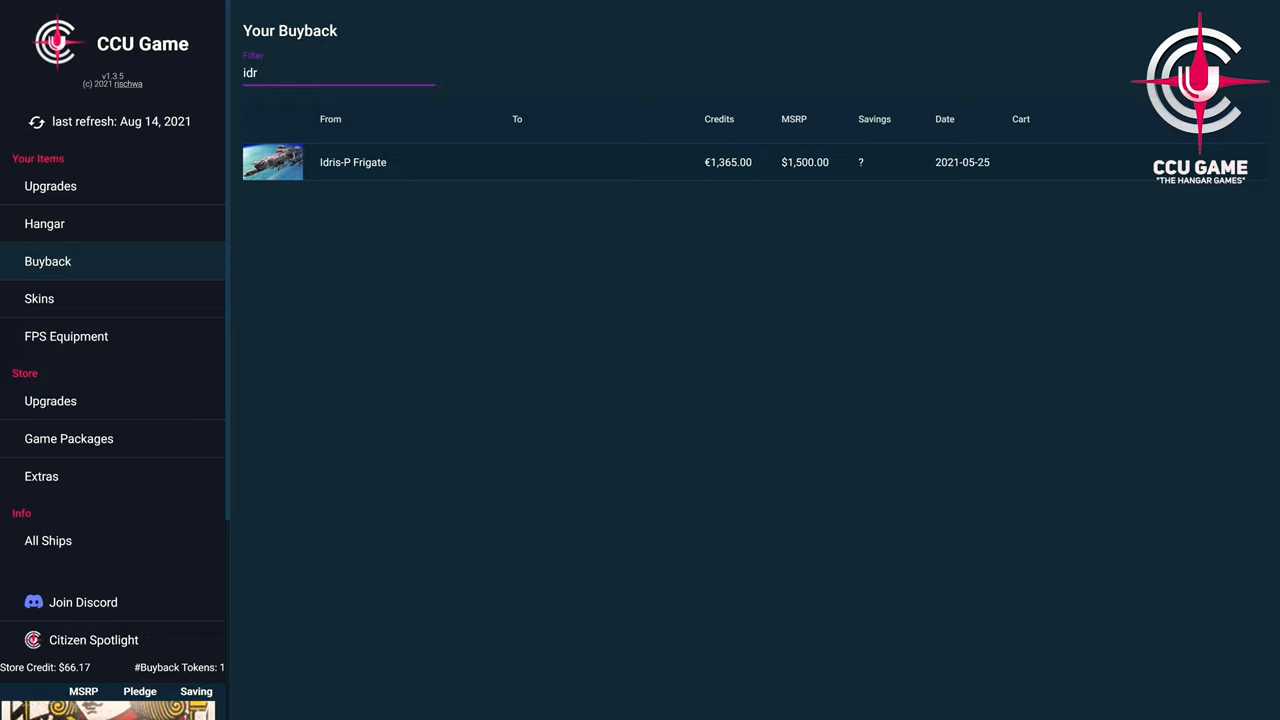 CCU Game
v1.3.5
(c) 2021 rischwa
last refresh: Aug 14, 2021
Your Items
Upgrades
Hangar
Buyback
Skins
FPS Equipment
Store
Upgrades
Game Packages
Extras
Info
All Ships
Join Discord
Citizen Spotlight
Store Credit: $66.17 #Buyback Tokens: 1
MSRP Pledge Saving
Your Buyback
Filter
idr
From To Credits MSRP Savings Date Cart
Idris-P Frigate €1,365.00 $1,500.00 ? 2021-05-25
CCU GAME
"THE HANGAR GAMES"